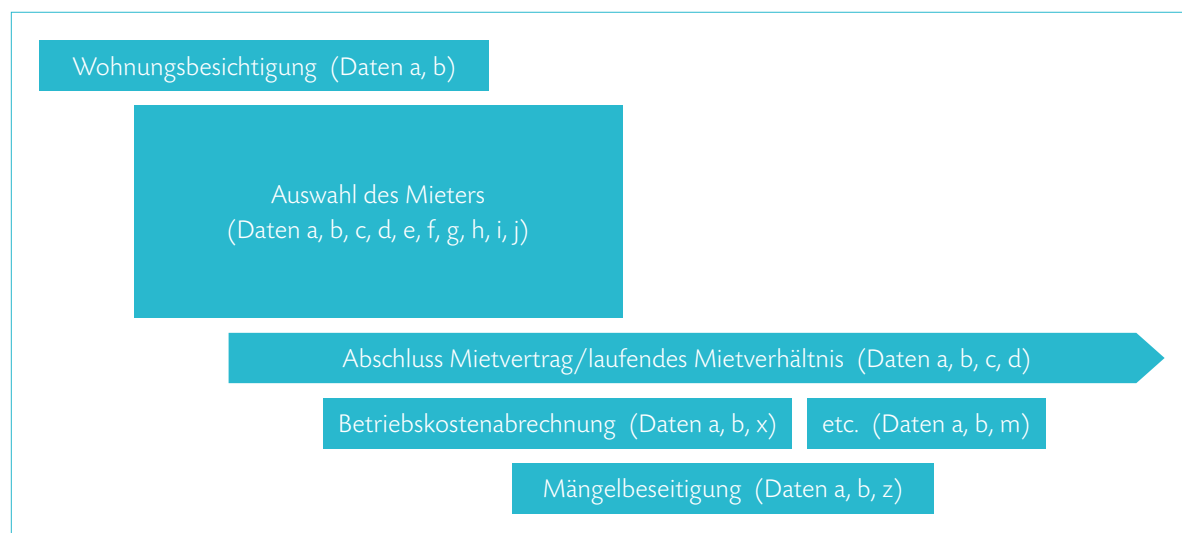 Wohnungsbesichtigung (Daten a, b)
Auswahl des Mieters
(Daten a, b, c, d, e, f, g, h, i, j)
Abschluss Mietvertrag/laufendes Mietverhältnis (Daten a, b, c, d)
Betriebskostenabrechnung (Daten a, b, x)
etc. (Daten a, b, m)
Mängelbeseitigung (Daten a, b, z)